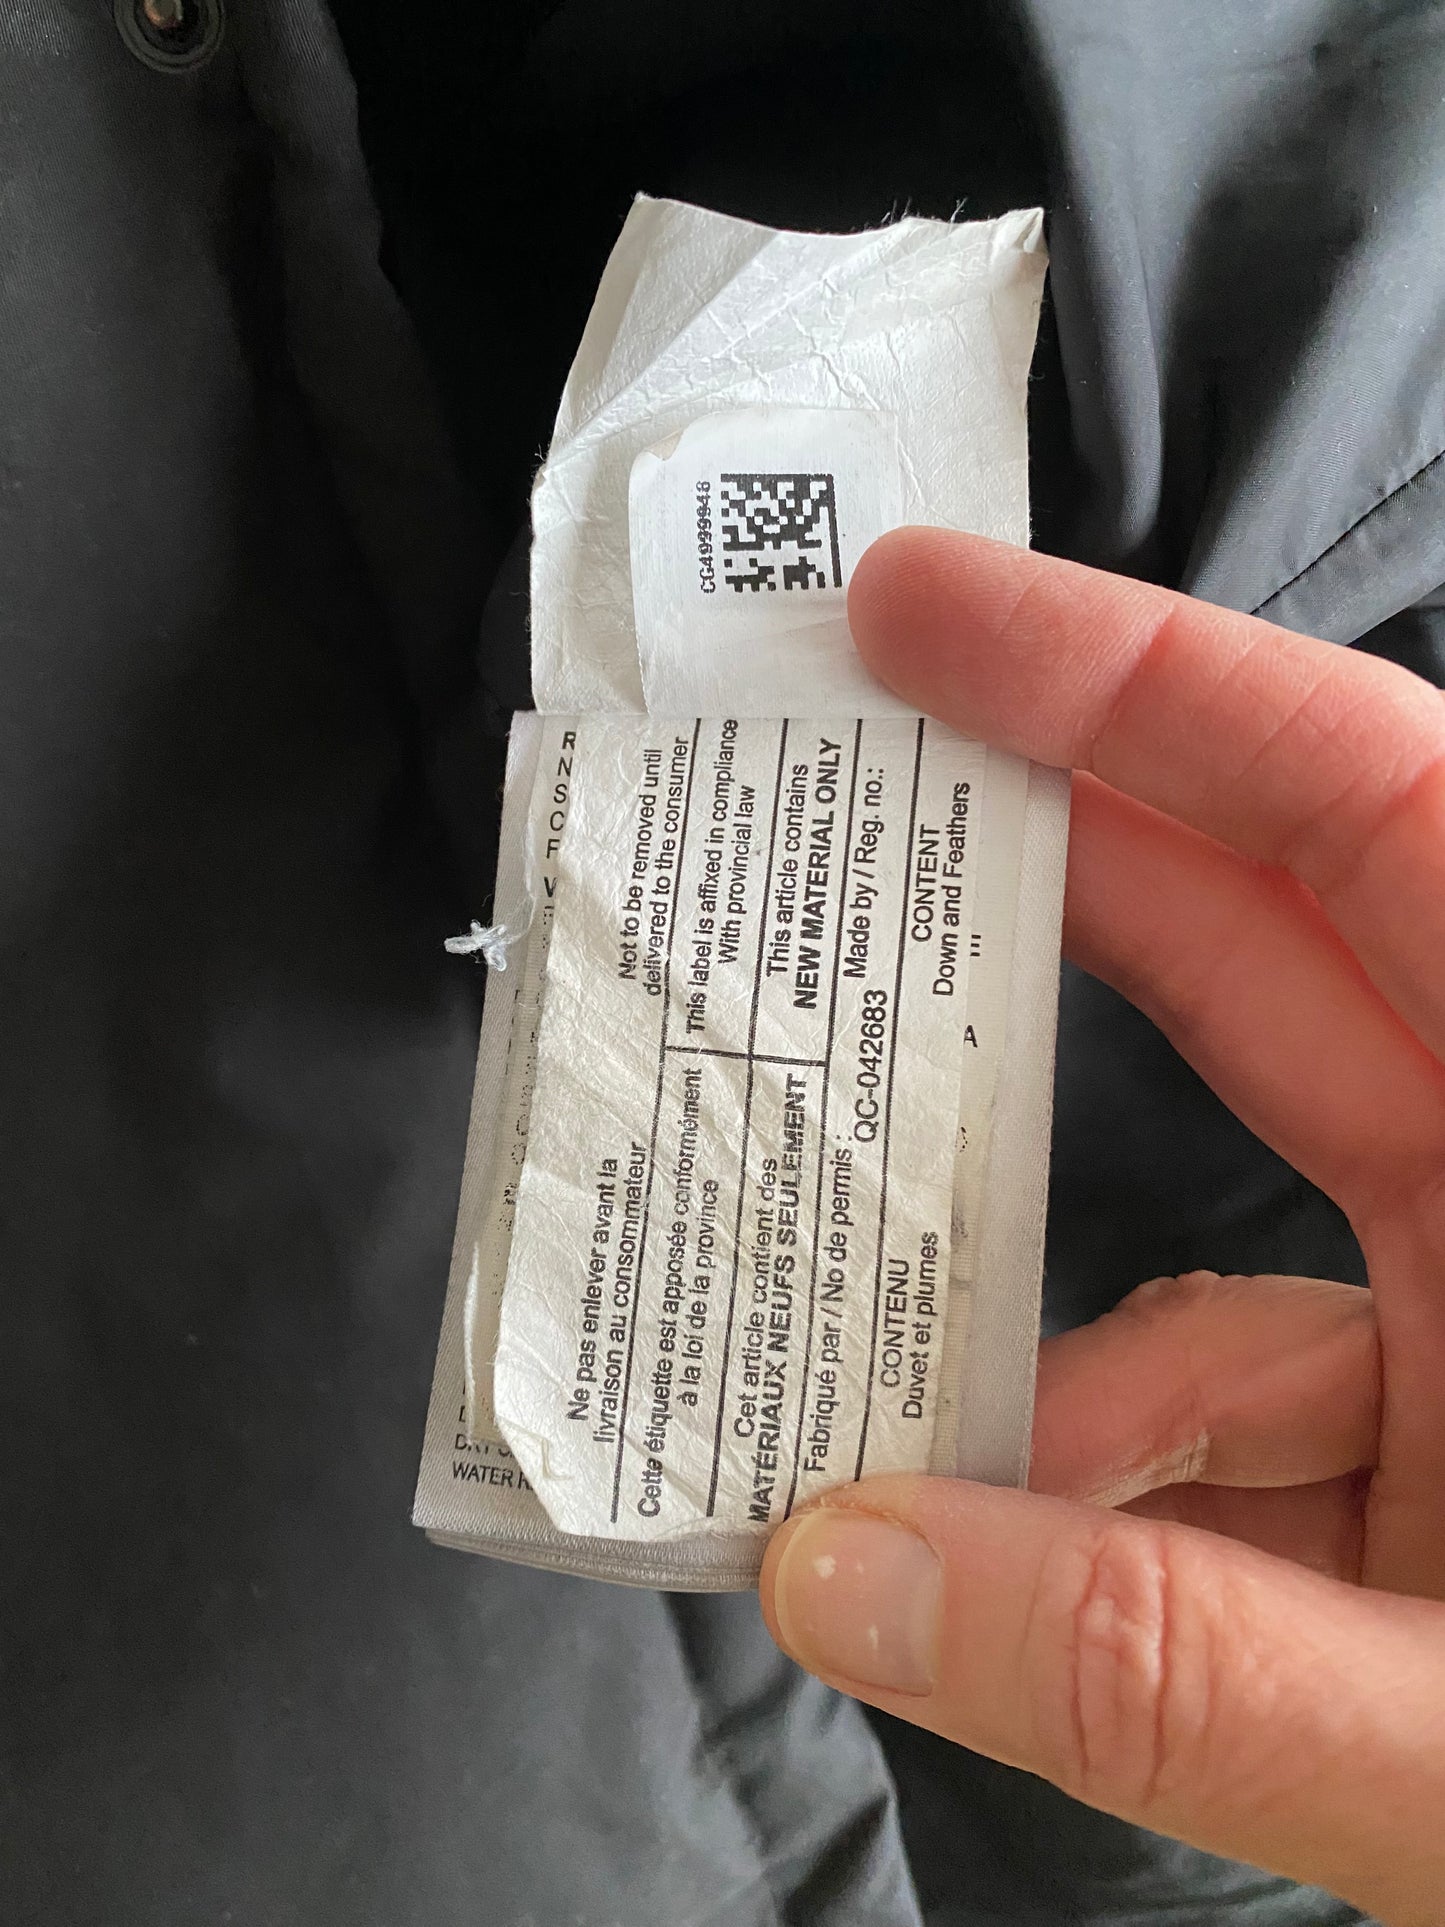 CG4999948
Ne pas enlever avant la
livraison au consommateur
Not to be removed until
delivered to the consumer
Cette étiquette est apposée conformément
à la loi de la province
This label is affixed in compliance
With provincial law
Cet article contient des
MATÉRIAUX NEUFS SEULEMENT
This article contains
NEW MATERIAL ONLY
Fabriqué par / No de permis : Made by / Reg. no.:
QC-042683
CONTENU
Duvet et plumes
CONTENT
Down and Feathers
WATER